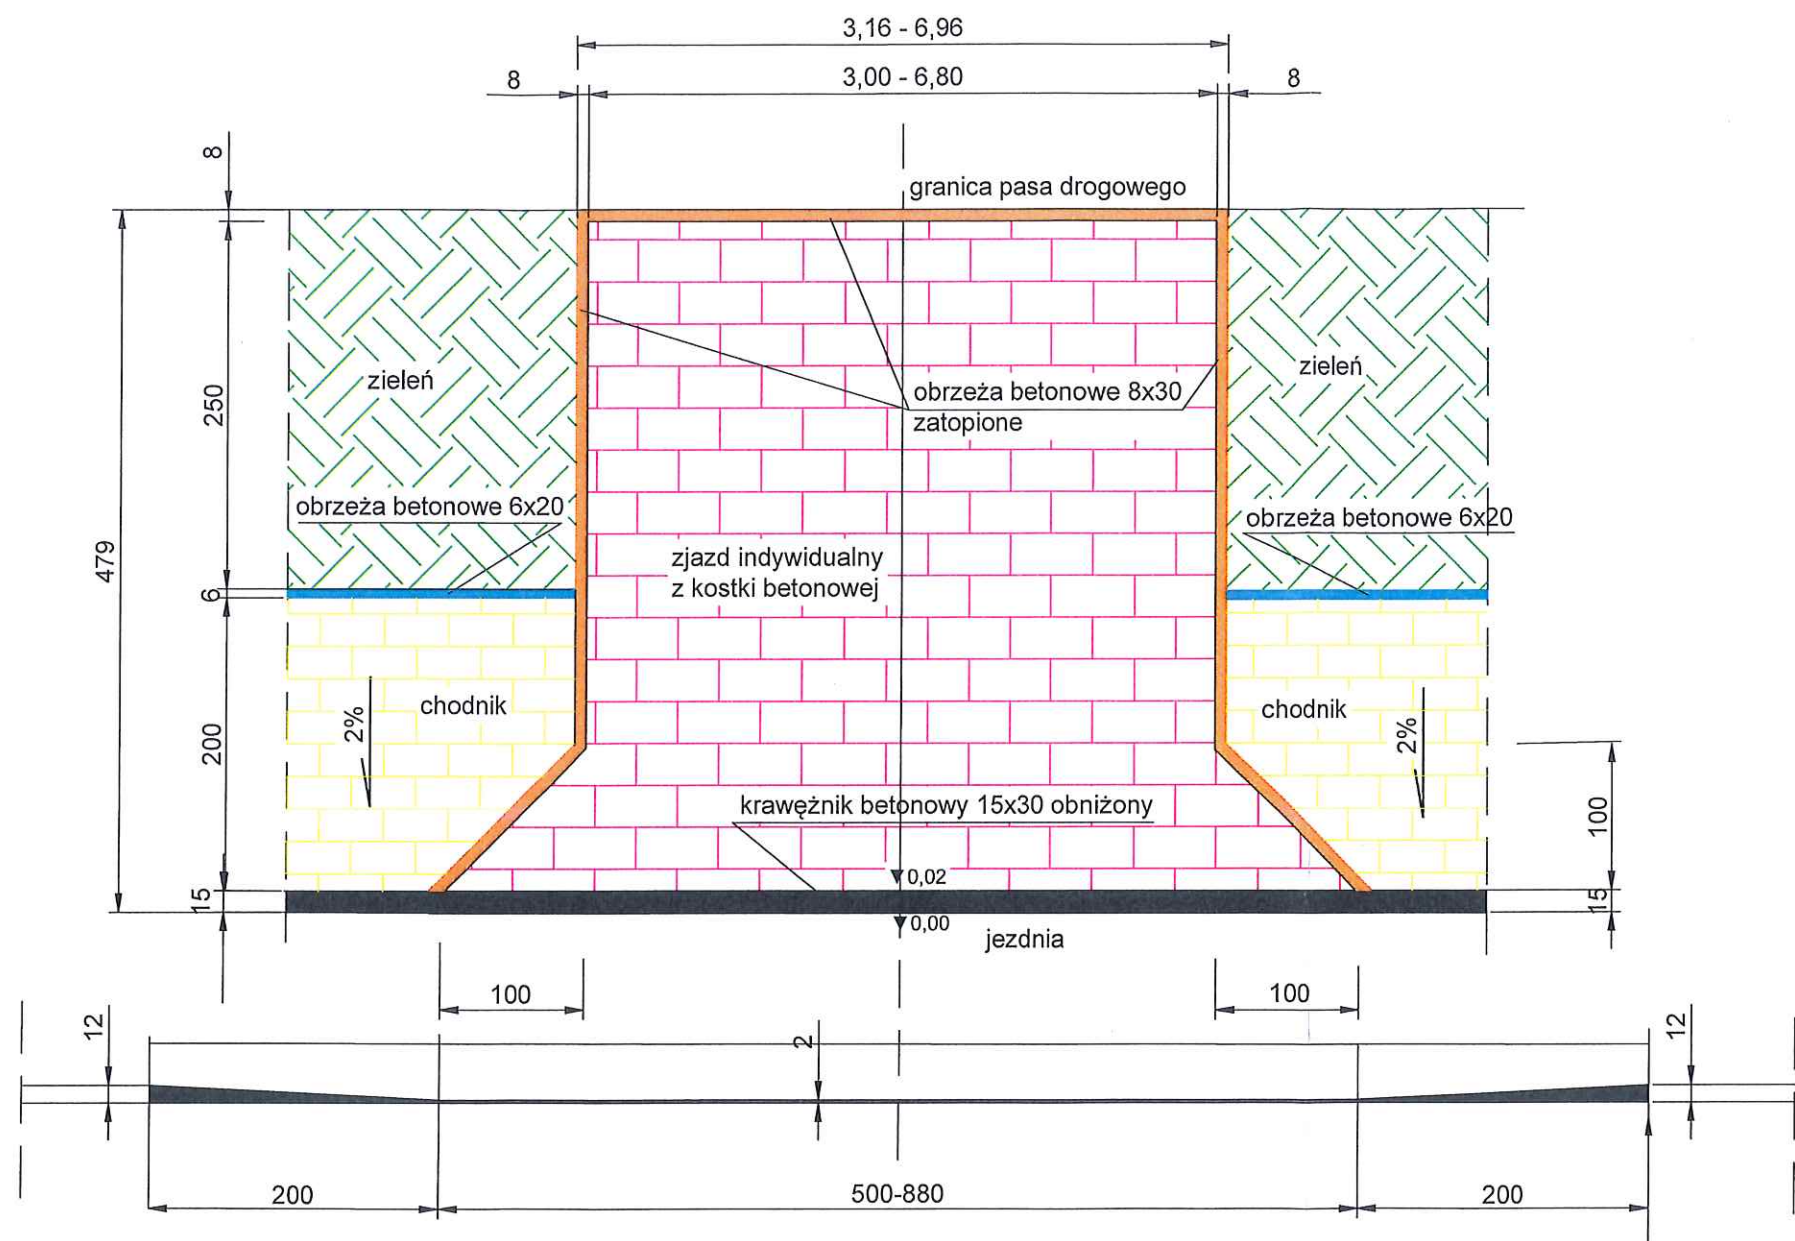 3,16 - 6,96
3,00 - 6,80
8
8
8
granica pasa drogowego
zieleń
zieleń
250
obrzeża betonowe 8x30
zatopione
obrzeża betonowe 6x20
obrzeża betonowe 6x20
479
zjazd indywidualny
z kostki betonowej
6
chodnik
chodnik
2%
2%
200
krawężnik betonowy 15x30 obniżony
100
0,02
15
15
0,00
jezdnia
100
100
12
2
12
200
500-880
200